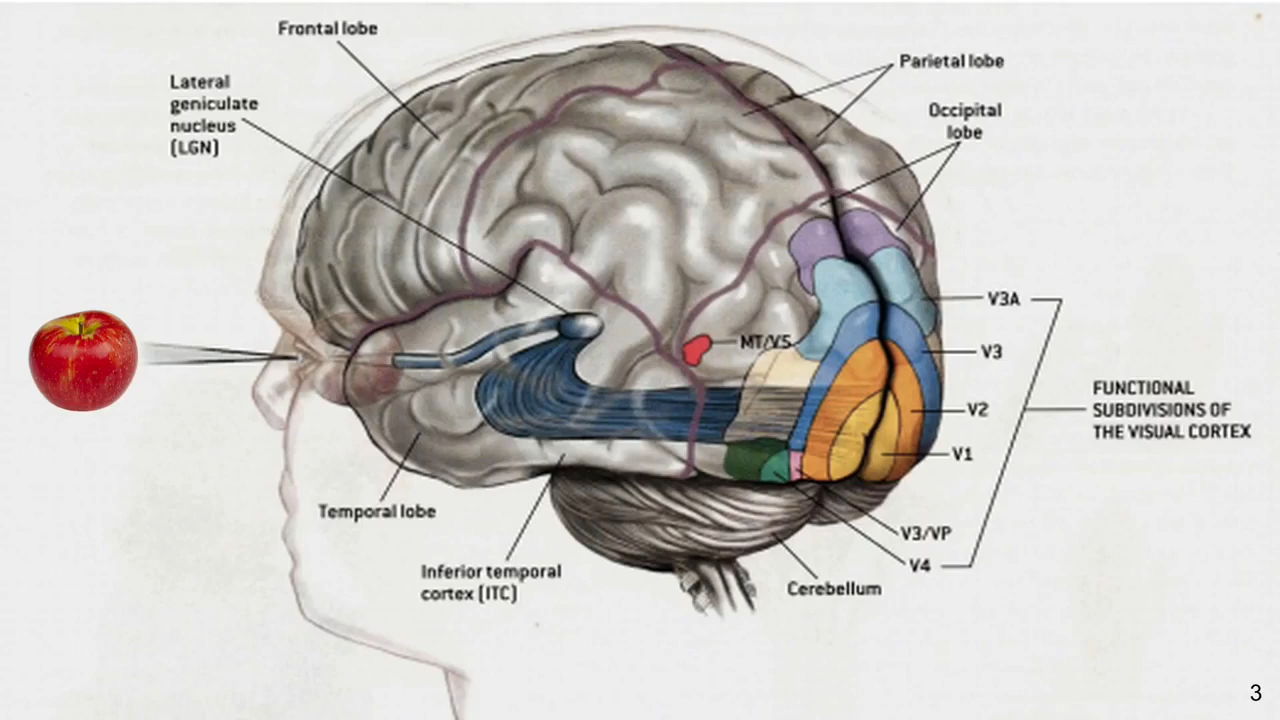 Frontal lobe
Lateral
geniculate
nucleus
(LGN)
Parietal lobe
Occipital
lobe
V3A
MT/V5
V3
FUNCTIONAL
SUBDIVISIONS OF
THE VISUAL CORTEX
V2
V1
Temporal lobe
V3/VP
V4
Inferior temporal
cortex (ITC)
Cerebellum
3